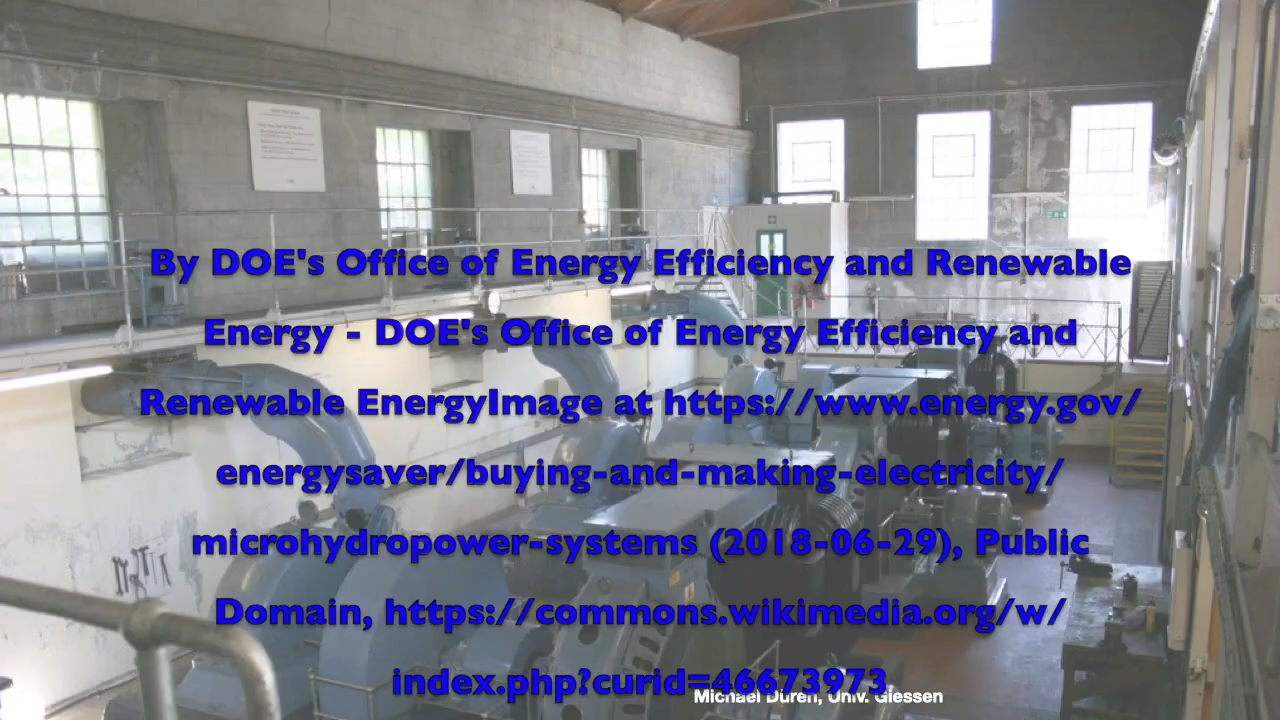 By DOE's Office of Energy Efficiency and Renewable
Energy - DOE's Office of Energy Efficiency and
Renewable EnergyImage at https://www.energy.gov/
energysaver/buying-and-making-electricity/
microhydropower-systems (2018-06-29), Public
Domain, https://commons.wikimedia.org/w/
index.php?curid=46673973
Michael Düren, Univ. Giessen